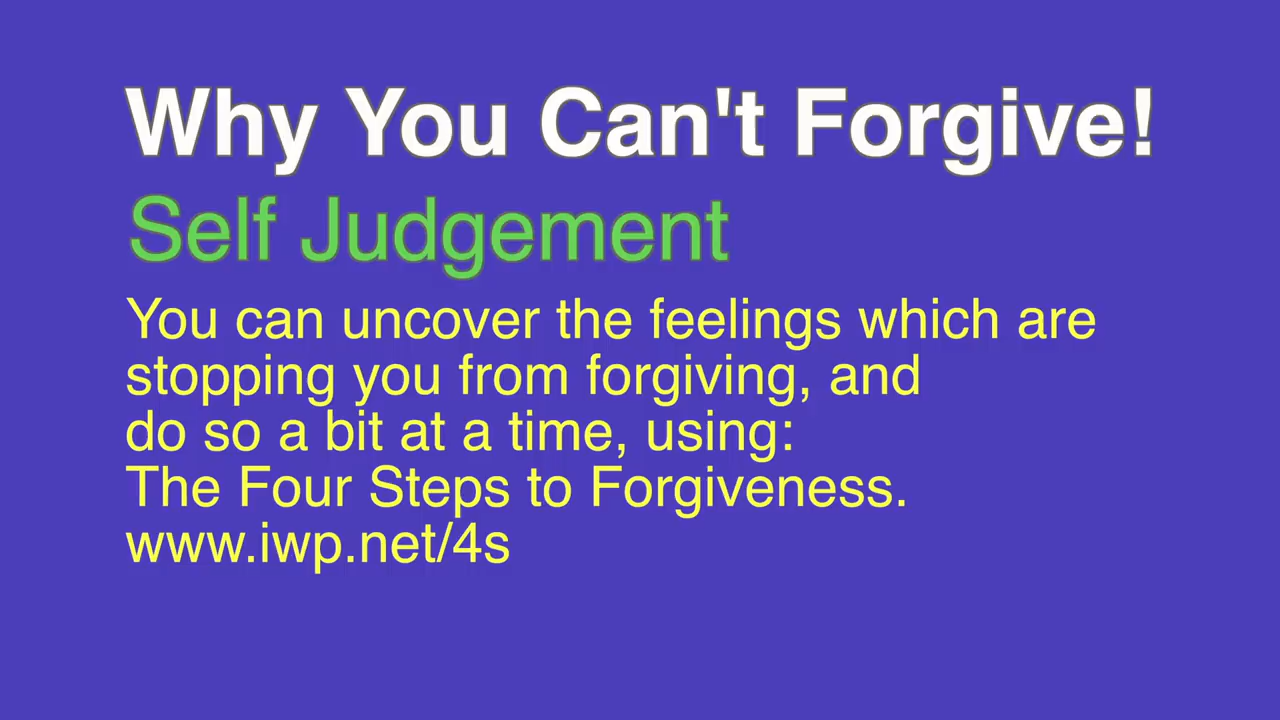 Why You Can't Forgive!
Self Judgement
You can uncover the feelings which are
stopping you from forgiving, and
do so a bit at a time, using:
The Four Steps to Forgiveness.
www.iwp.net/4s